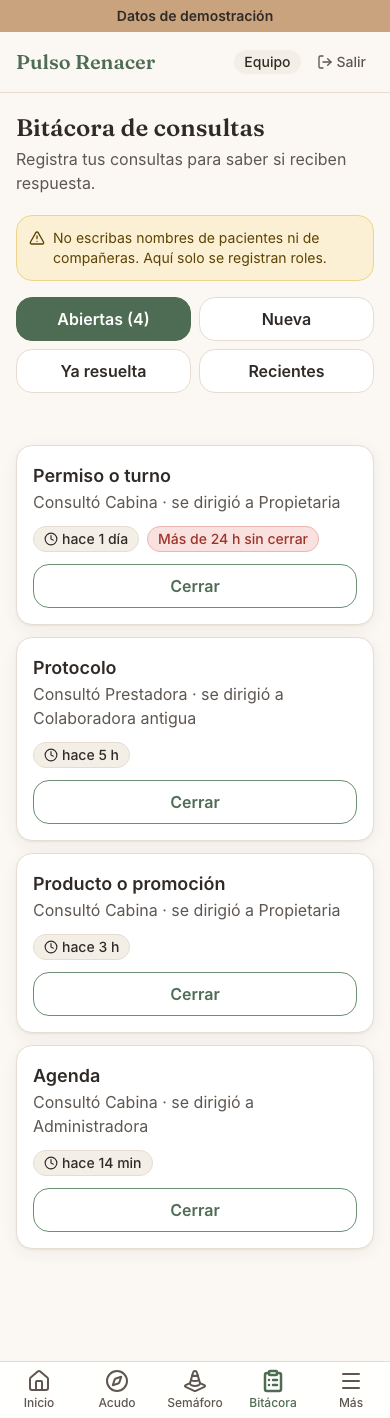 Datos de demostración
Pulso Renacer
Equipo
Salir
Bitácora de consultas
Registra tus consultas para saber si reciben
respuesta.
No escribas nombres de pacientes ni de
compañeras. Aquí solo se registran roles.
Abiertas (4)
Nueva
Ya resuelta
Recientes
Permiso o turno
Consultó Cabina · se dirigió a Propietaria
hace 1 día
Más de 24 h sin cerrar
Cerrar
Protocolo
Consultó Prestadora · se dirigió a
Colaboradora antigua
hace 5 h
Cerrar
Producto o promoción
Consultó Cabina · se dirigió a Propietaria
hace 3 h
Cerrar
Agenda
Consultó Cabina · se dirigió a
Administradora
hace 14 min
Cerrar
Inicio
Acudo
Semáforo
Bitácora
Más